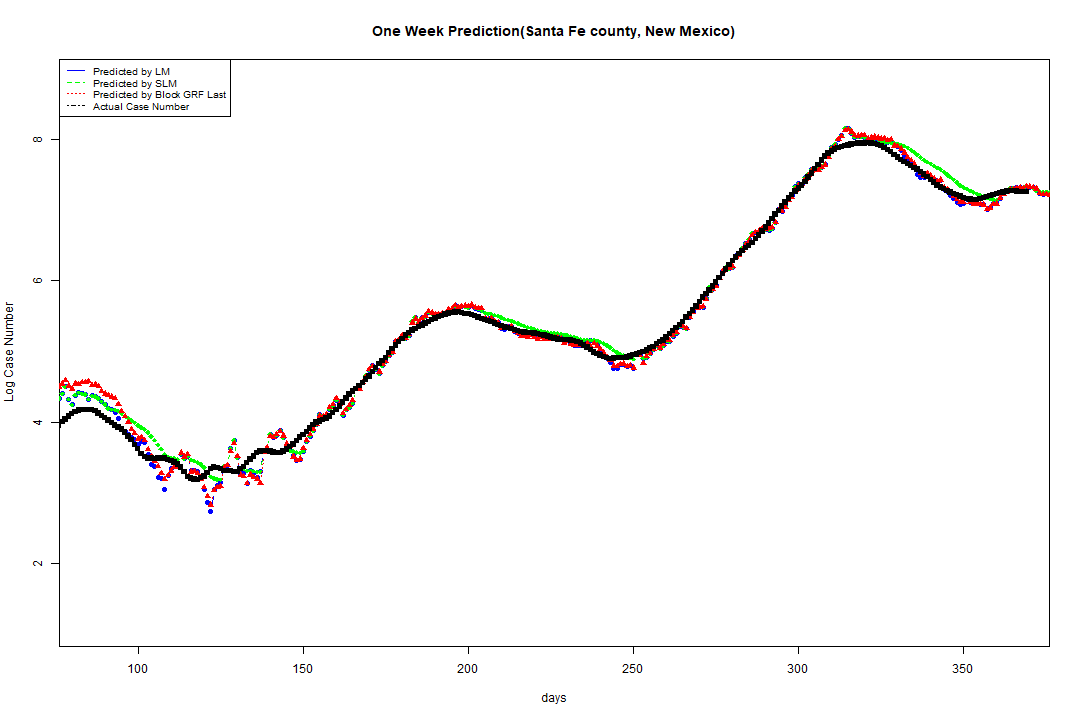 One Week Prediction(Santa Fe county, New Mexico)
Predicted by LM
Predicted by SLM
Predicted by Block GRF Last
Actual Case Number
8
6
4
2
Log Case Number
100 150 200 250 300 350
days